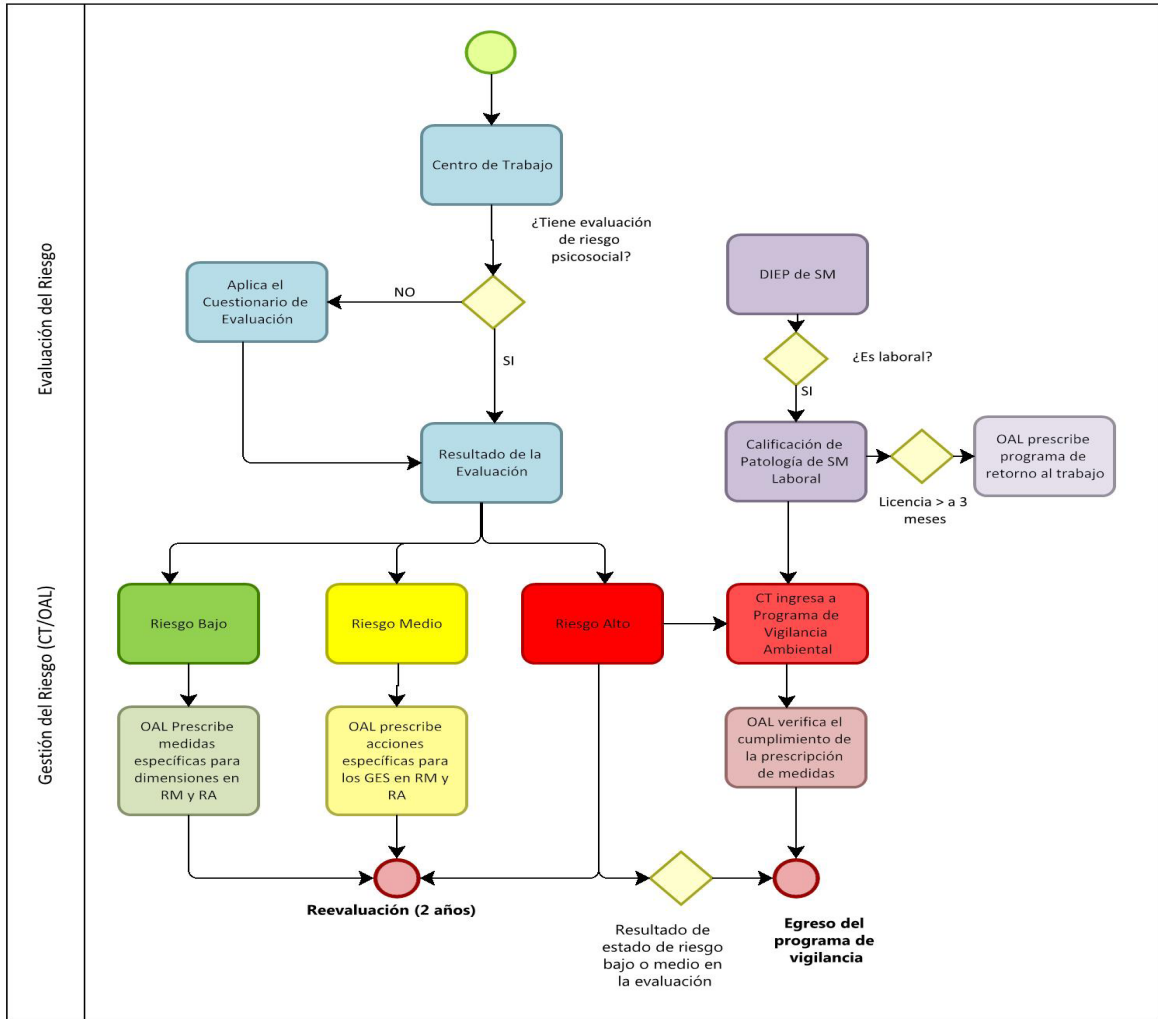 Evaluación del Riesgo
Centro de Trabajo
¿Tiene evaluación
de riesgo
psicosocial?
Aplica el
Cuestionario de
Evaluación
NO
SI
DIEP de SM
¿Es laboral?
SI
Resultado de la
Evaluación
Calificación de
Patología de SM
Laboral
Licencia > a 3
meses
OAL prescribe
programa de
retorno al trabajo
Gestión del Riesgo (CT/OAL)
Riesgo Bajo
Riesgo Medio
Riesgo Alto
CT ingresa a
Programa de
Vigilancia
Ambiental
OAL Prescribe
medidas
específicas para
dimensiones en
RM y RA
OAL prescribe
acciones
específicas para
los GES en RM y
RA
OAL verifica el
cumplimiento de
la prescripción de
medidas
Reevaluación (2 años)
Resultado de
estado de riesgo
bajo o medio en
la evaluación
Egreso del
programa de
vigilancia